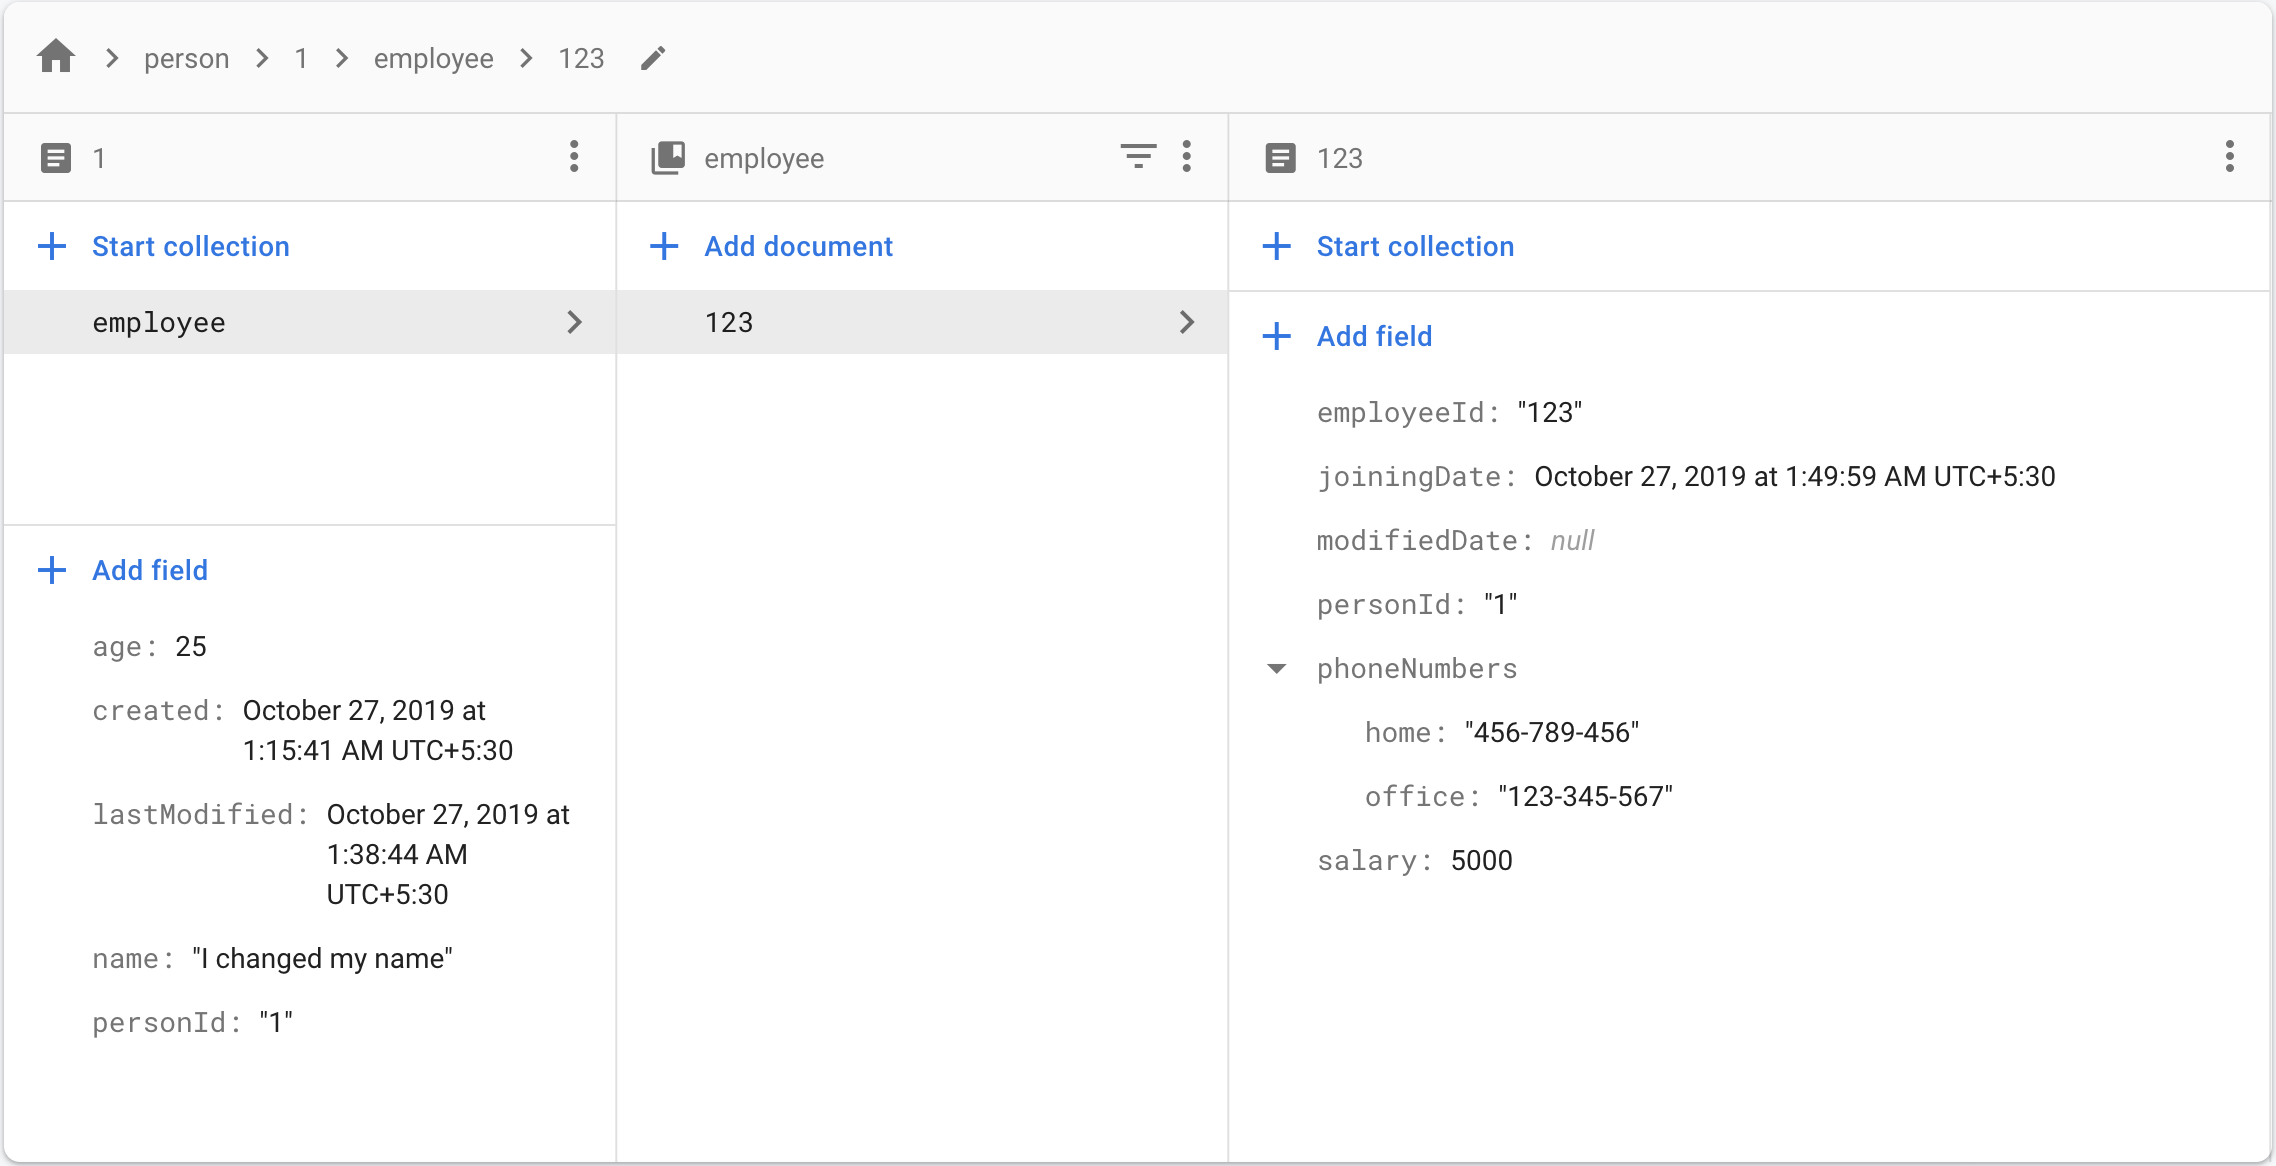 person 1 employee 123
1
Start collection
employee
Add field
age: 25
created: October 27, 2019 at
1:15:41 AM UTC+5:30
lastModified: October 27, 2019 at
1:38:44 AM
UTC+5:30
name: "I changed my name"
personId: "1"
employee
Add document
123
123
Start collection
Add field
employeeId: "123"
joiningDate: October 27, 2019 at 1:49:59 AM UTC+5:30
modifiedDate: null
personId: "1"
phoneNumbers
home: "456-789-456"
office: "123-345-567"
salary: 5000